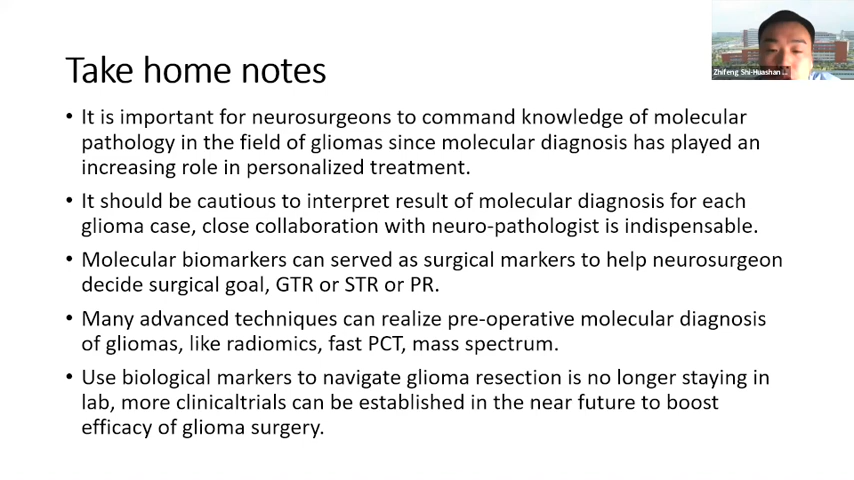 Take home notes
Zhifeng Shi-Huashan ...
• It is important for neurosurgeons to command knowledge of molecular
pathology in the field of gliomas since molecular diagnosis has played an
increasing role in personalized treatment.
• It should be cautious to interpret result of molecular diagnosis for each
glioma case, close collaboration with neuro-pathologist is indispensable.
• Molecular biomarkers can served as surgical markers to help neurosurgeon
decide surgical goal, GTR or STR or PR.
• Many advanced techniques can realize pre-operative molecular diagnosis
of gliomas, like radiomics, fast PCT, mass spectrum.
• Use biological markers to navigate glioma resection is no longer staying in
lab, more clinicaltrials can be established in the near future to boost
efficacy of glioma surgery.